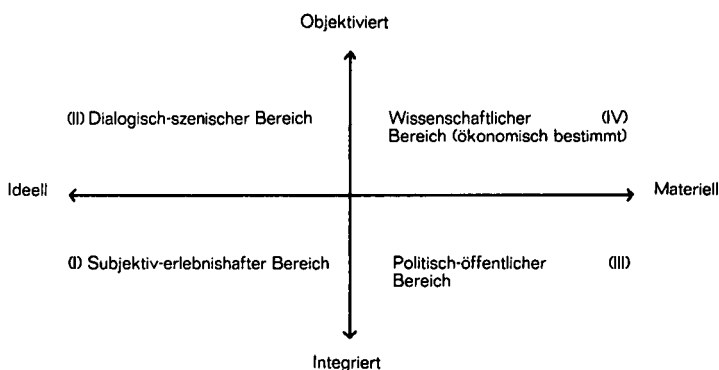 Objektiviert
(II) Dialogisch-szenischer Bereich
Wissenschaftlicher (IV)
Bereich (ökonomisch bestimmt)
Ideell
Materiell
(I) Subjektiv-erlebnishafter Bereich
Politisch-öffentlicher (III)
Bereich
Integriert